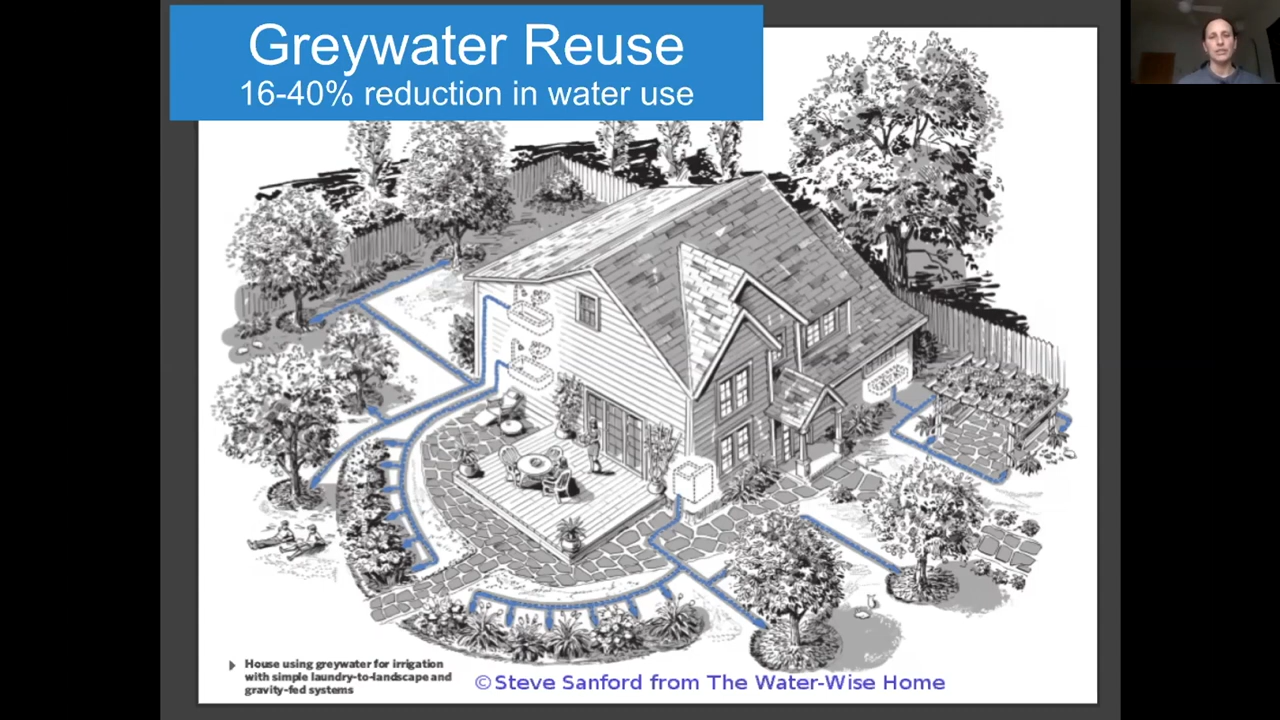 Greywater Reuse
16-40% reduction in water use
House using greywater for irrigation
with simple laundry-to-landscape and
gravity-fed systems
©Steve Sanford from The Water-Wise Home